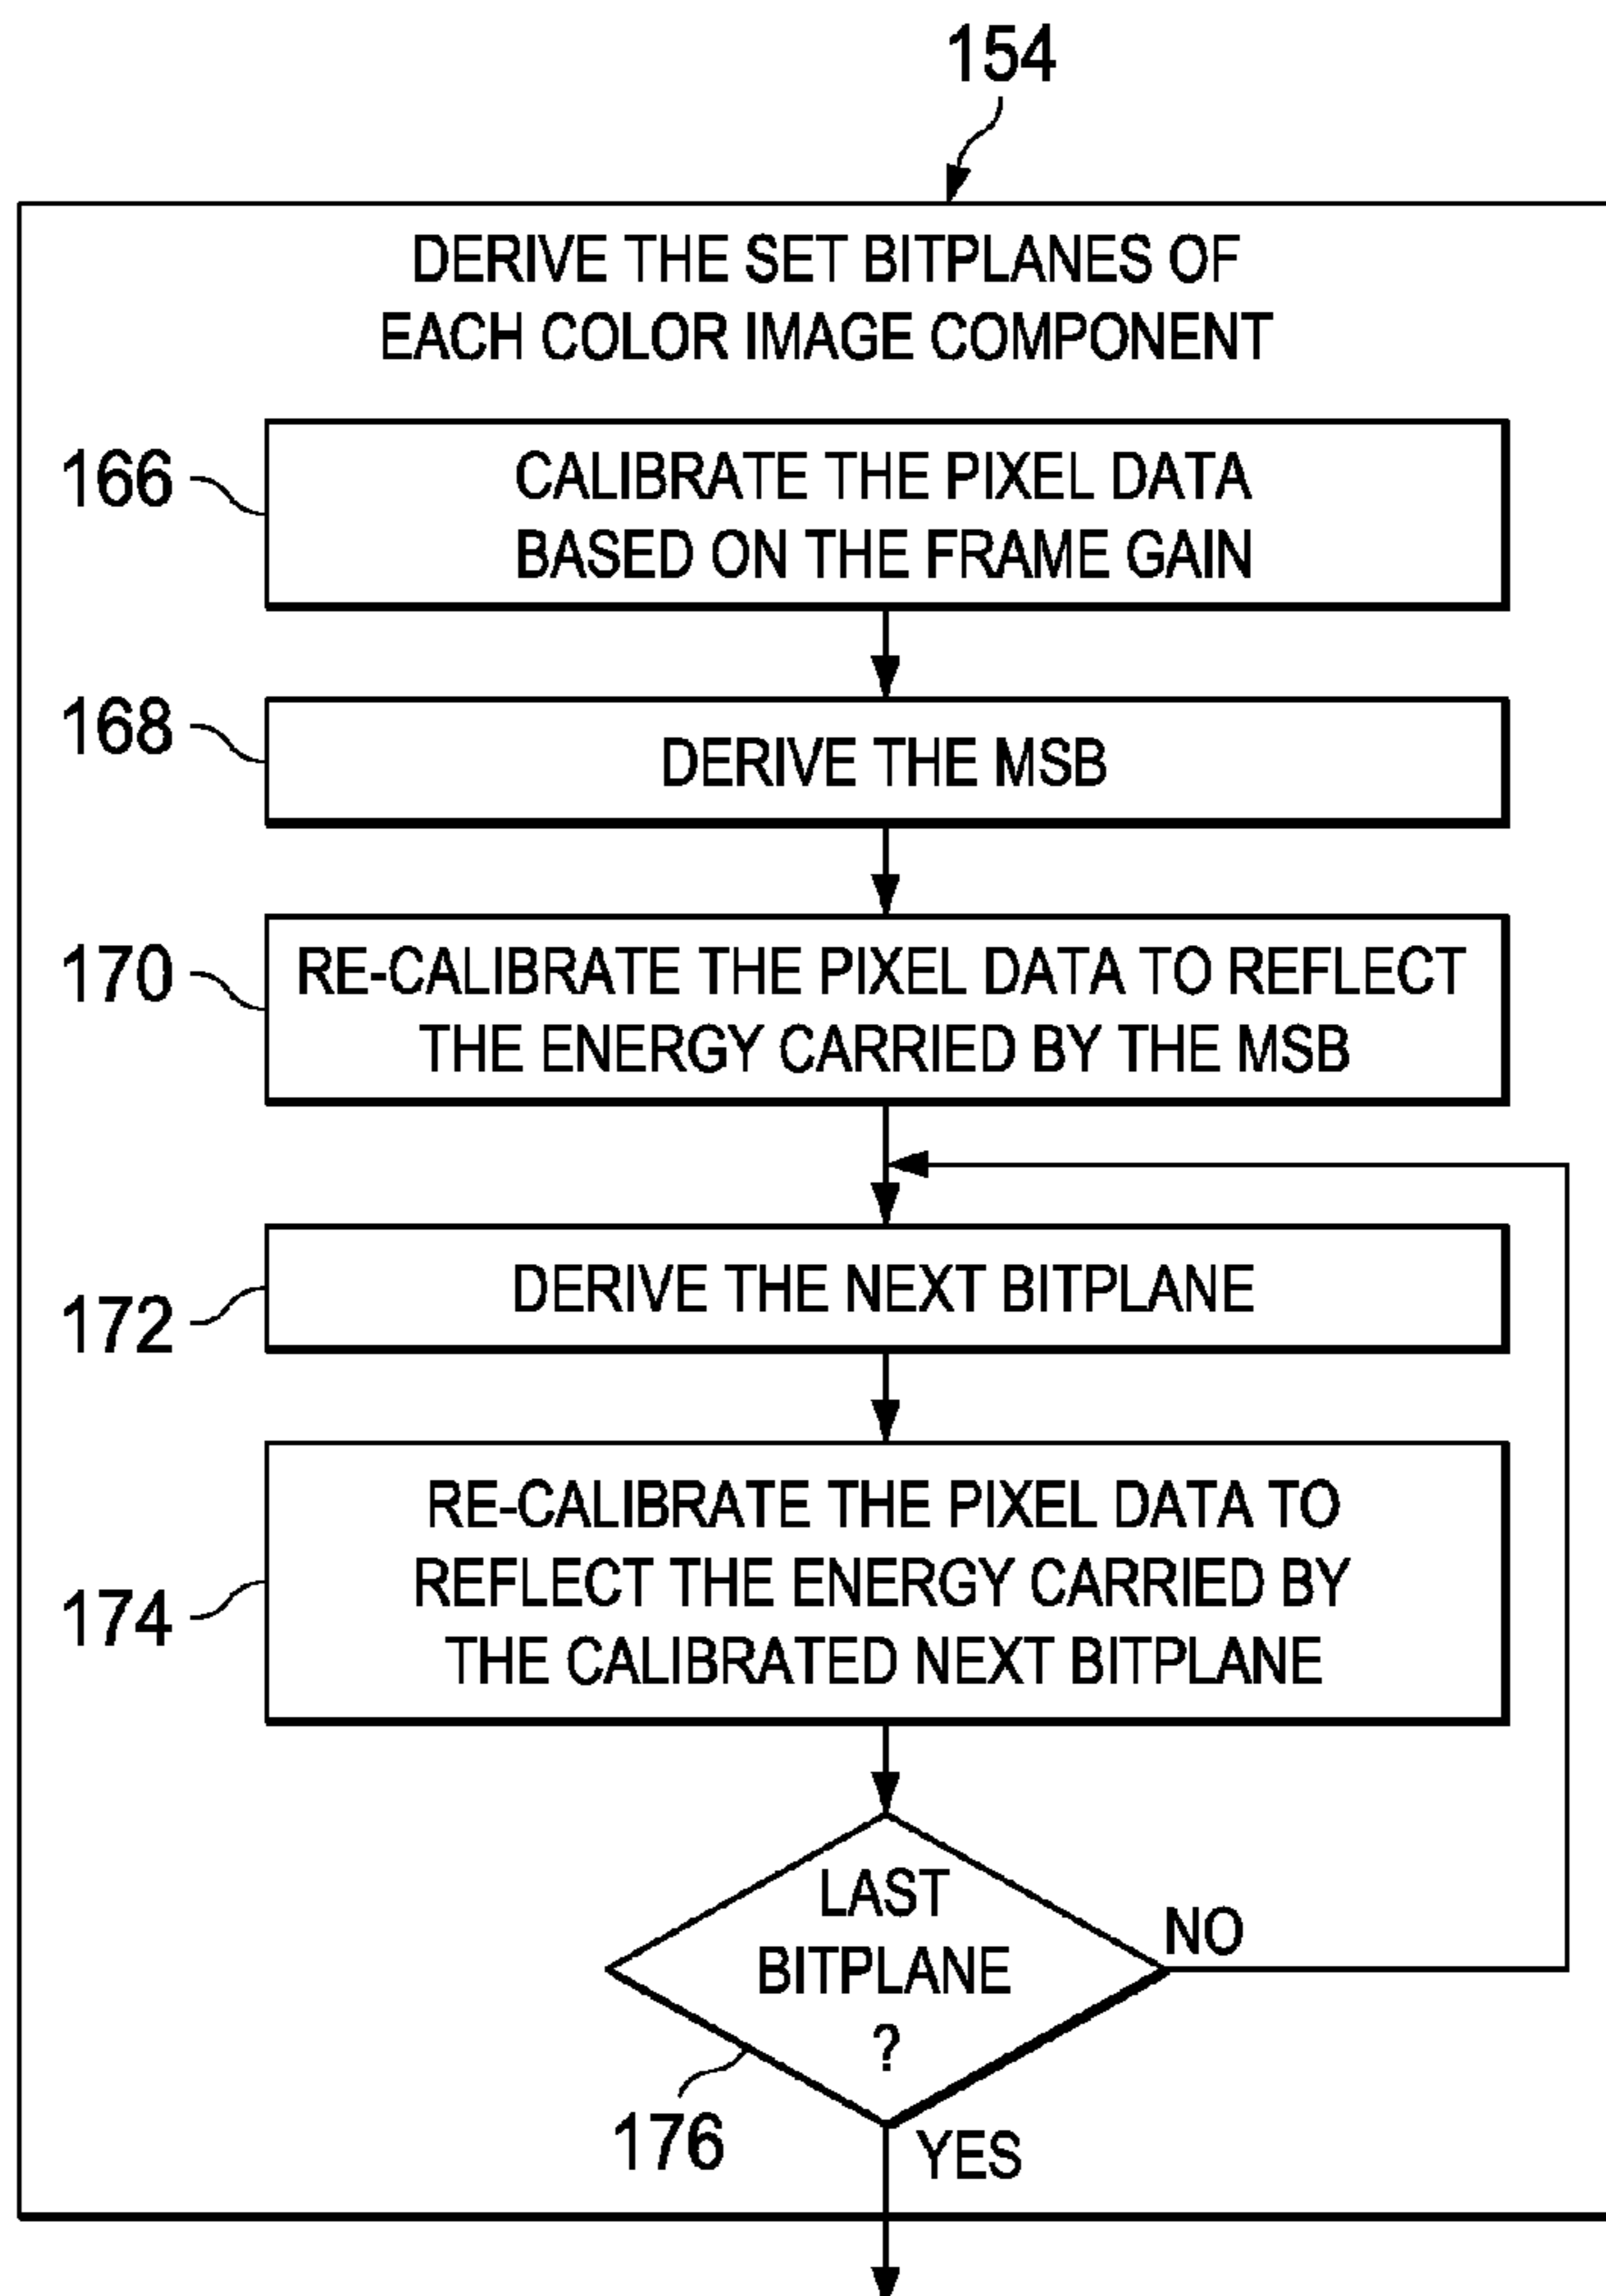 154
DERIVE THE SET BITPLANES OF
EACH COLOR IMAGE COMPONENT
166
CALIBRATE THE PIXEL DATA
BASED ON THE FRAME GAIN
168
DERIVE THE MSB
170
RE-CALIBRATE THE PIXEL DATA TO REFLECT
THE ENERGY CARRIED BY THE MSB
172
DERIVE THE NEXT BITPLANE
174
RE-CALIBRATE THE PIXEL DATA TO
REFLECT THE ENERGY CARRIED BY
THE CALIBRATED NEXT BITPLANE
LAST
BITPLANE
?
NO
176
YES